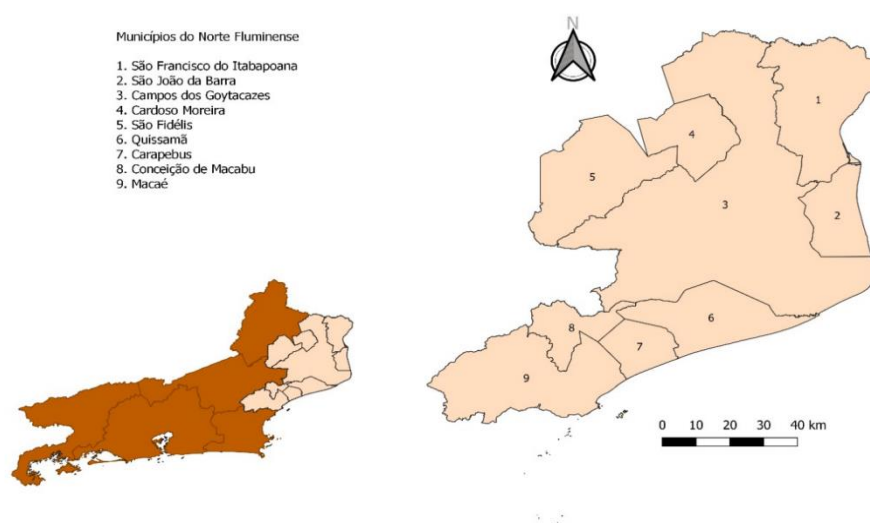 Municípios do Norte Fluminense
1. São Francisco do Itabapoana
2. São João da Barra
3. Campos dos Goytacazes
4. Cardoso Moreira
5. São Fidélis
6. Quissamã
7. Carapebus
8. Conceição de Macabu
9. Macaé
N
1
4
5
3
2
6
8
7
9
0 10 20 30 40 km